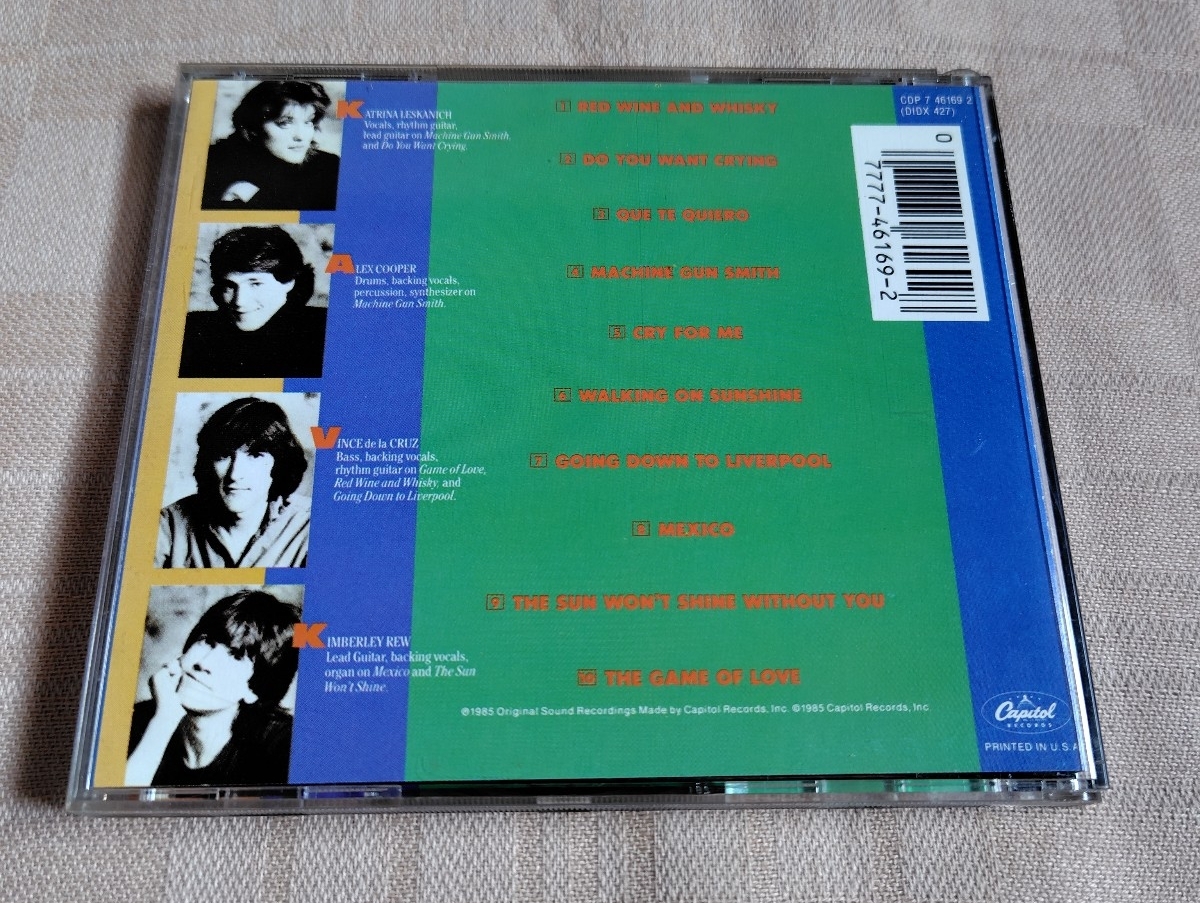 KATRINA LESKANICH
Vocals, rhythm guitar,
lead guitar on Machine Gun Smith,
and Do You Want Crying.
ALEX COOPER
Drums, backing vocals,
percussion, synthesizer on
Machine Gun Smith.
VINCE de la CRUZ
Bass, backing vocals,
rhythm guitar on Game of Love,
Red Wine and Whisky, and
Going Down to Liverpool.
KIMBERLEY REW
Lead Guitar, backing vocals,
organ on Mexico and The Sun
Won't Shine.
1 RED WINE AND WHISKY
2 DO YOU WANT CRYING
3 QUE TE QUIERO
4 MACHINE GUN SMITH
5 CRY FOR ME
6 WALKING ON SUNSHINE
7 GOING DOWN TO LIVERPOOL
8 MEXICO
9 THE SUN WON'T SHINE WITHOUT YOU
10 THE GAME OF LOVE
℗1985 Original Sound Recordings Made by Capitol Records, Inc. ©1985 Capitol Records, Inc.
CDP 7 46169 2
(DIDX 427)
0 7777-46169-2
Capitol
RECORDS
PRINTED IN U.S.A.